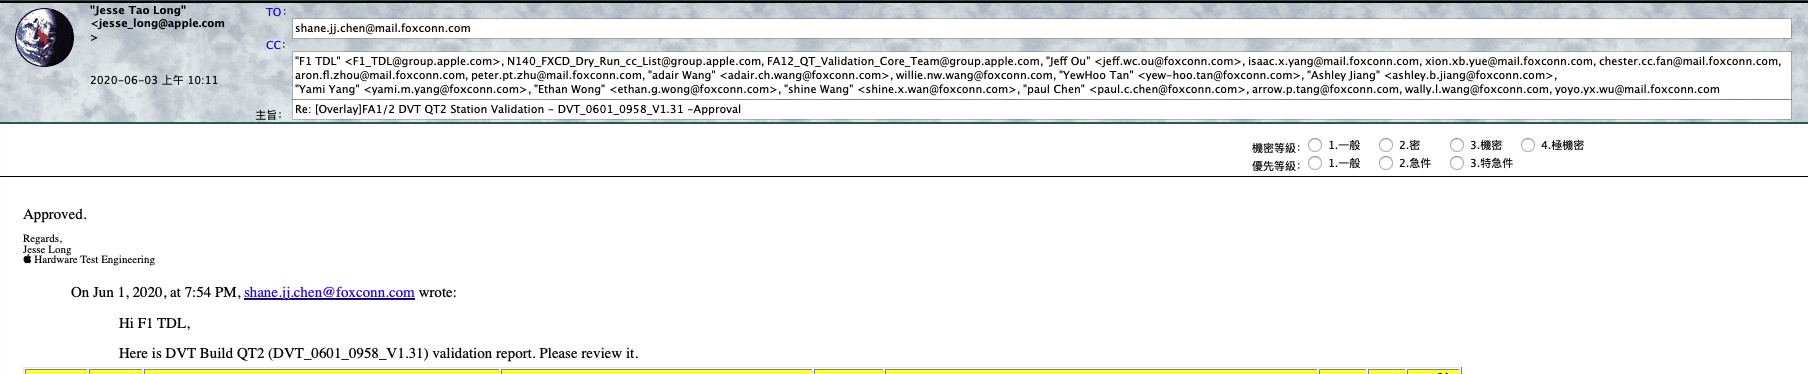 "Jesse Tao Long"
<jesse_long@apple.com
>
2020-06-03 上午 10:11
TO:
shane.jj.chen@mail.foxconn.com
CC:
"F1 TDL" <F1_TDL@group.apple.com>, N140_FXCD_Dry_Run_cc_List@group.apple.com, FA12_QT_Validation_Core_Team@group.apple.com, "Jeff Ou" <jeff.wc.ou@foxconn.com>, isaac.x.yang@mail.foxconn.com, xion.xb.yue@mail.foxconn.com, chester.cc.fan@mail.foxconn.com,
aron.fl.zhou@mail.foxconn.com, peter.pt.zhu@mail.foxconn.com, "adair Wang" <adair.ch.wang@foxconn.com>, willie.nw.wang@foxconn.com, "YewHoo Tan" <yew-hoo.tan@foxconn.com>, "Ashley Jiang" <ashley.b.jiang@foxconn.com>,
"Yami Yang" <yami.m.yang@foxconn.com>, "Ethan Wong" <ethan.g.wong@foxconn.com>, "shine Wang" <shine.x.wan@foxconn.com>, "paul Chen" <paul.c.chen@foxconn.com>, arrow.p.tang@foxconn.com, wally.l.wang@foxconn.com, yoyo.yx.wu@mail.foxconn.com
主旨: Re: [Overlay]FA1/2 DVT QT2 Station Validation - DVT_0601_0958_V1.31 -Approval
機密等級: 1.一般 2.密 3.機密 4.極機密
優先等級: 1.一般 2.急件 3.特急件
Approved.
Regards,
Jesse Long
Hardware Test Engineering
On Jun 1, 2020, at 7:54 PM, shane.jj.chen@foxconn.com wrote:
Hi F1 TDL,
Here is DVT Build QT2 (DVT_0601_0958_V1.31) validation report. Please review it.